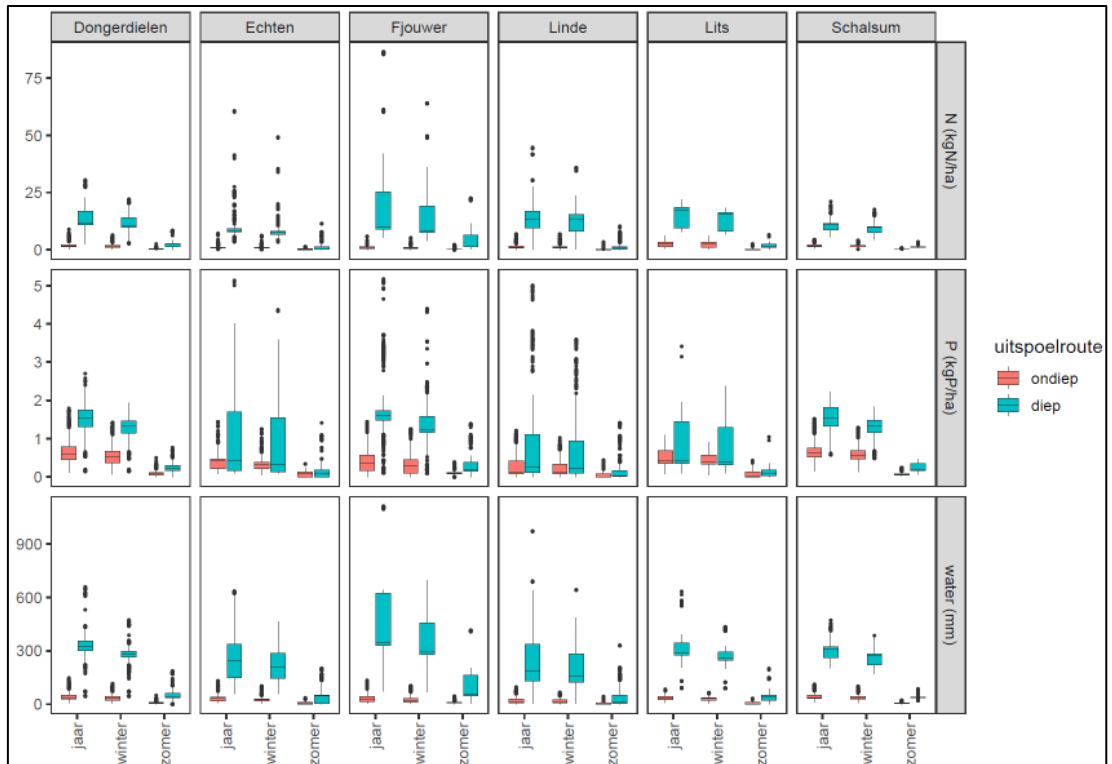 Dongerdielen Echten Fjouwer Linde Lits Schalsum
75
50
25
0
N (kgN/ha)
5
4
3
2
1
0
P (kgP/ha)
900
600
300
0
water (mm)
jaar winter zomer jaar winter zomer jaar winter zomer jaar winter zomer jaar winter zomer jaar winter zomer
uitspoelroute
ondiep
diep